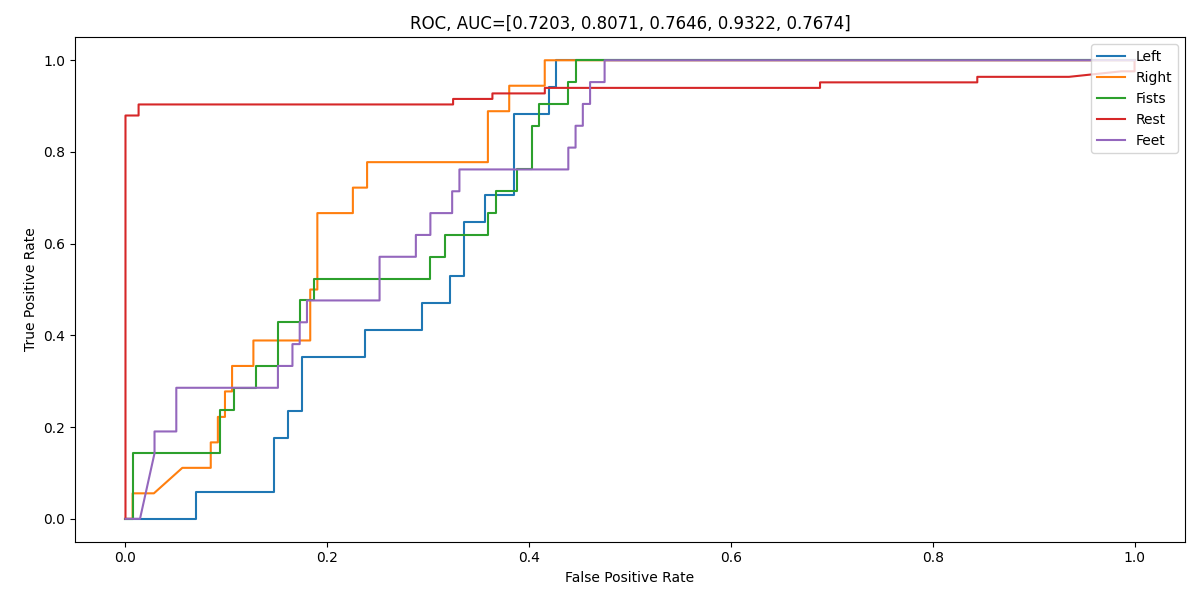 ROC, AUC=[0.7203, 0.8071, 0.7646, 0.9322, 0.7674]
Left
Right
Fists
Rest
Feet
True Positive Rate
1.0
0.8
0.6
0.4
0.2
0.0
0.0 0.2 0.4 0.6 0.8 1.0
False Positive Rate